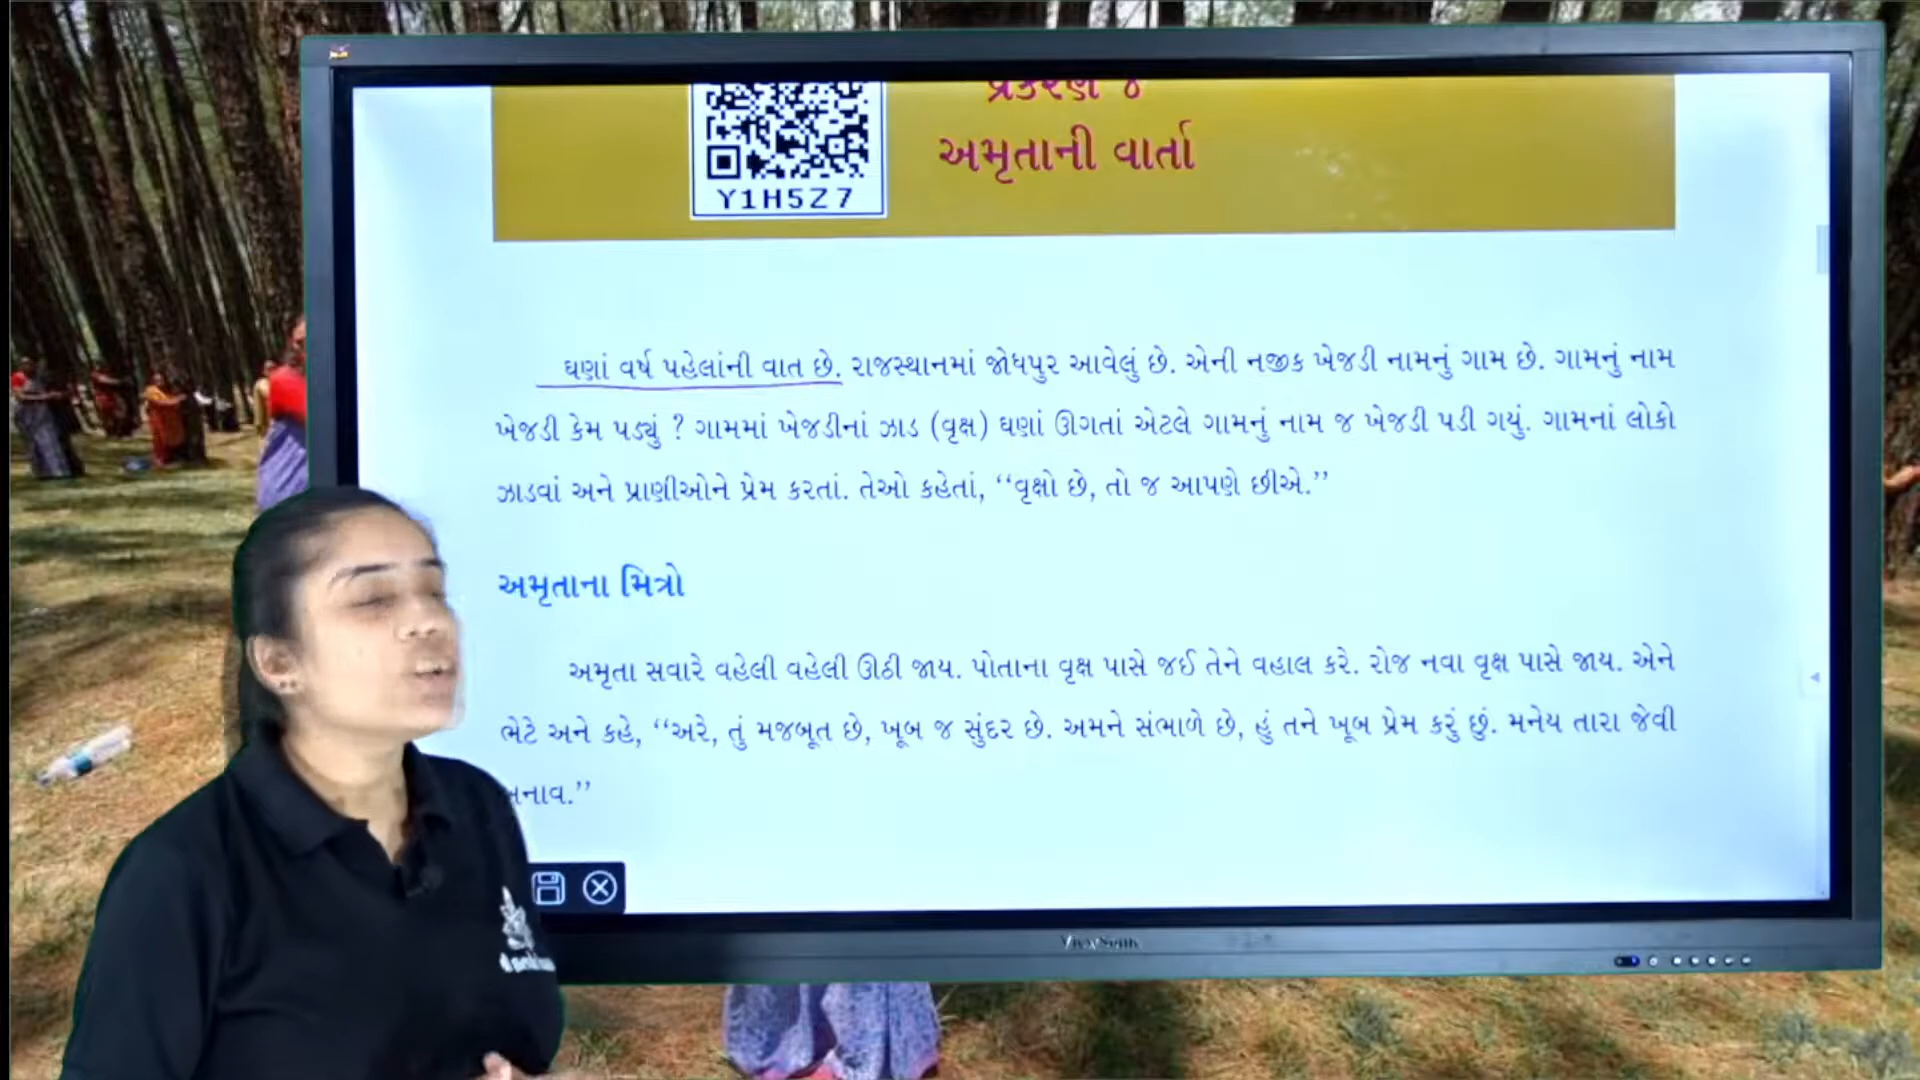 પ્રકરણ ૪
અમૃતાની વાર્તા
Y1H5Z7
ઘણાં વર્ષ પહેલાંની વાત છે. રાજસ્થાનમાં જોધપુર આવેલું છે. એની નજીક ખેજડી નામનું ગામ છે. ગામનું નામ
ખેજડી કેમ પડ્યું ? ગામમાં ખેજડીનાં ઝાડ (વૃક્ષ) ઘણાં ઊગતાં એટલે ગામનું નામ જ ખેજડી પડી ગયું. ગામનાં લોકો
ઝાડવાં અને પ્રાણીઓને પ્રેમ કરતાં. તેઓ કહેતાં, ‘‘વૃક્ષો છે, તો જ આપણે છીએ.’’
અમૃતાના મિત્રો
અમૃતા સવારે વહેલી વહેલી ઊઠી જાય. પોતાના વૃક્ષ પાસે જઈ તેને વહાલ કરે. રોજ નવા વૃક્ષ પાસે જાય. એને
ભેટે અને કહે, ‘‘અરે, તું મજબૂત છે, ખૂબ જ સુંદર છે. અમને સંભાળે છે, હું તને ખૂબ પ્રેમ કરું છું. મનેય તારા જેવી
બનાવ.’’
ViewSonic